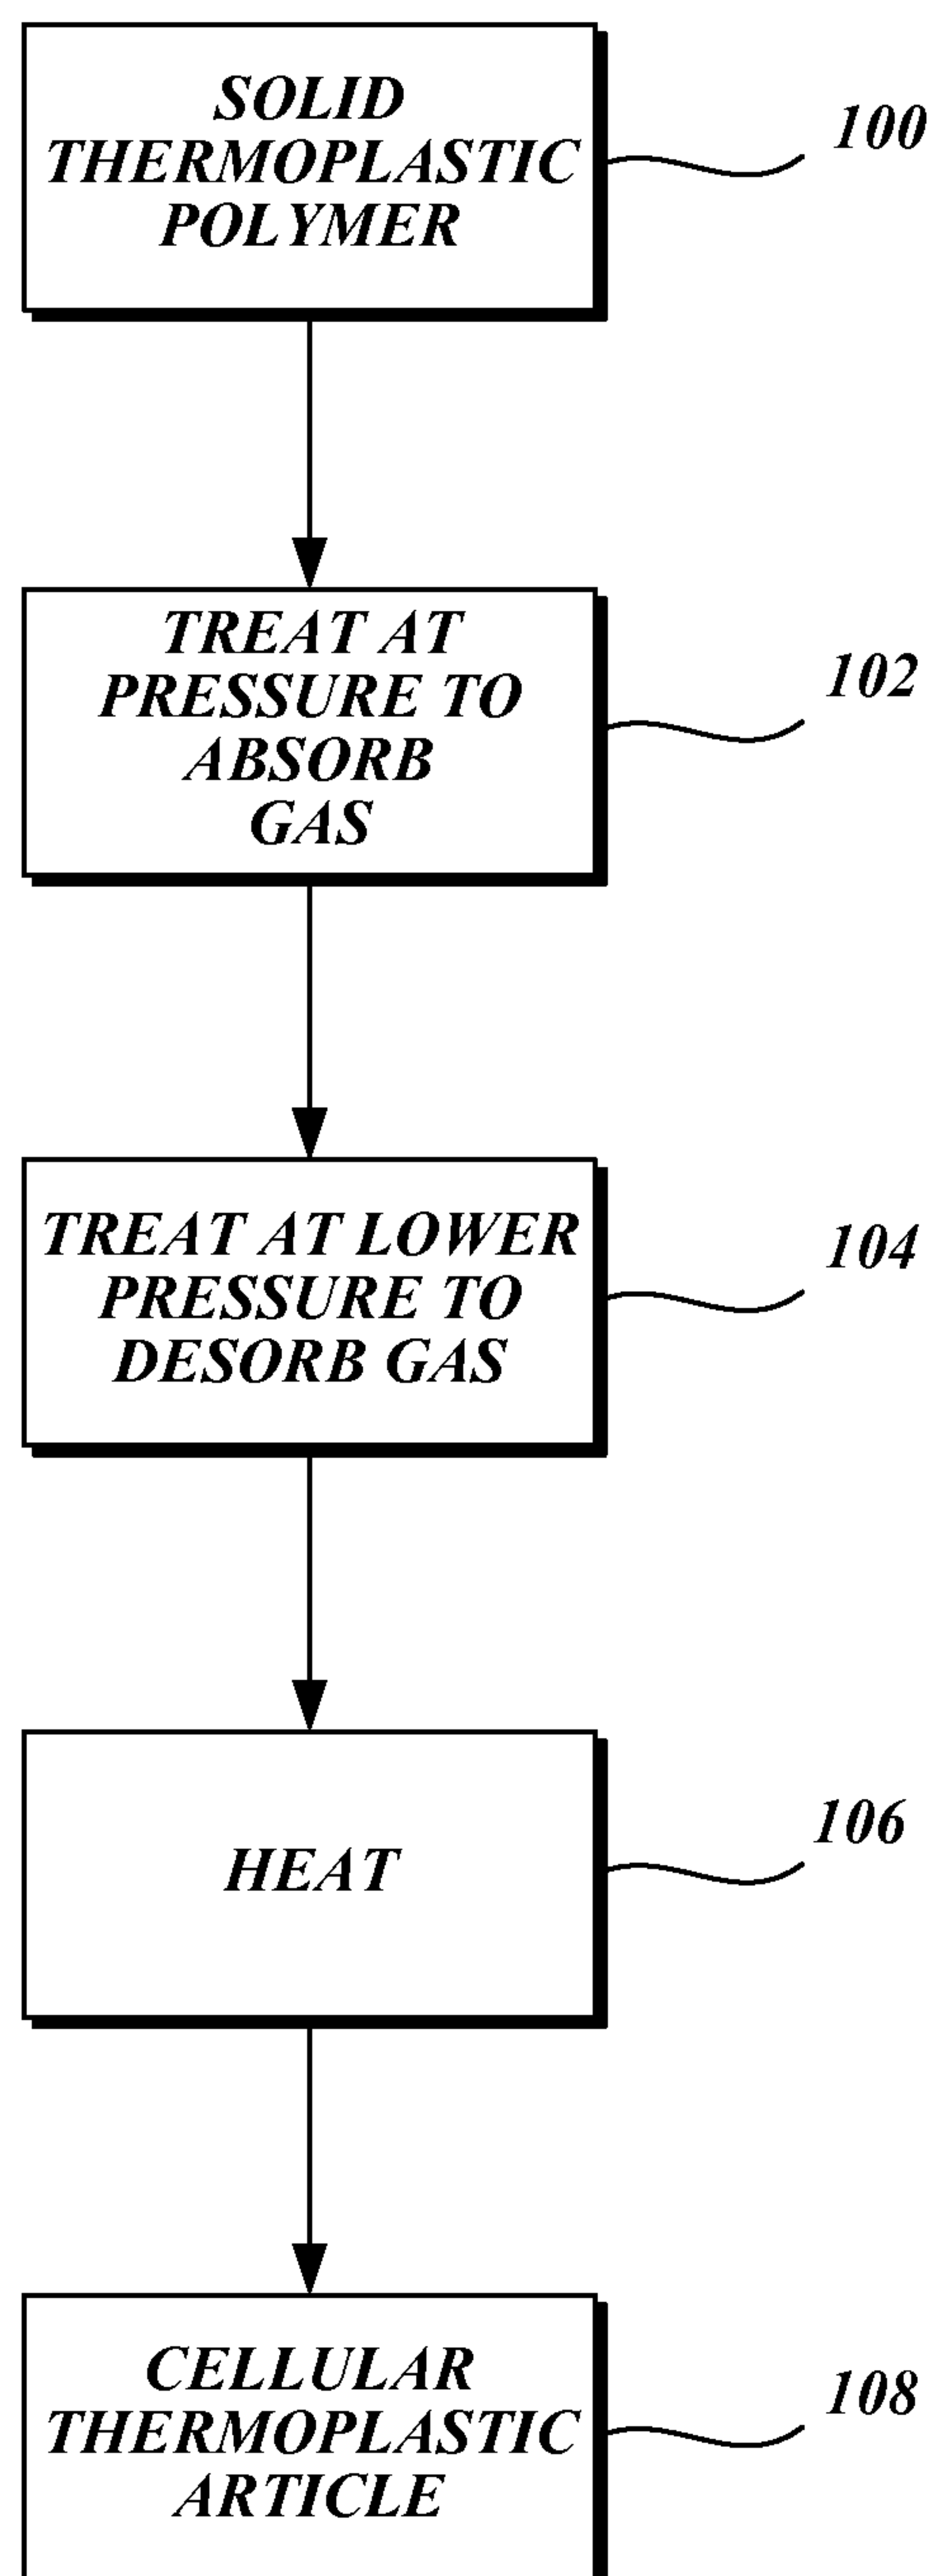 SOLID
THERMOPLASTIC
POLYMER
100
TREAT AT
PRESSURE TO
ABSORB
GAS
102
TREAT AT LOWER
PRESSURE TO
DESORB GAS
104
HEAT
106
CELLULAR
THERMOPLASTIC
ARTICLE
108